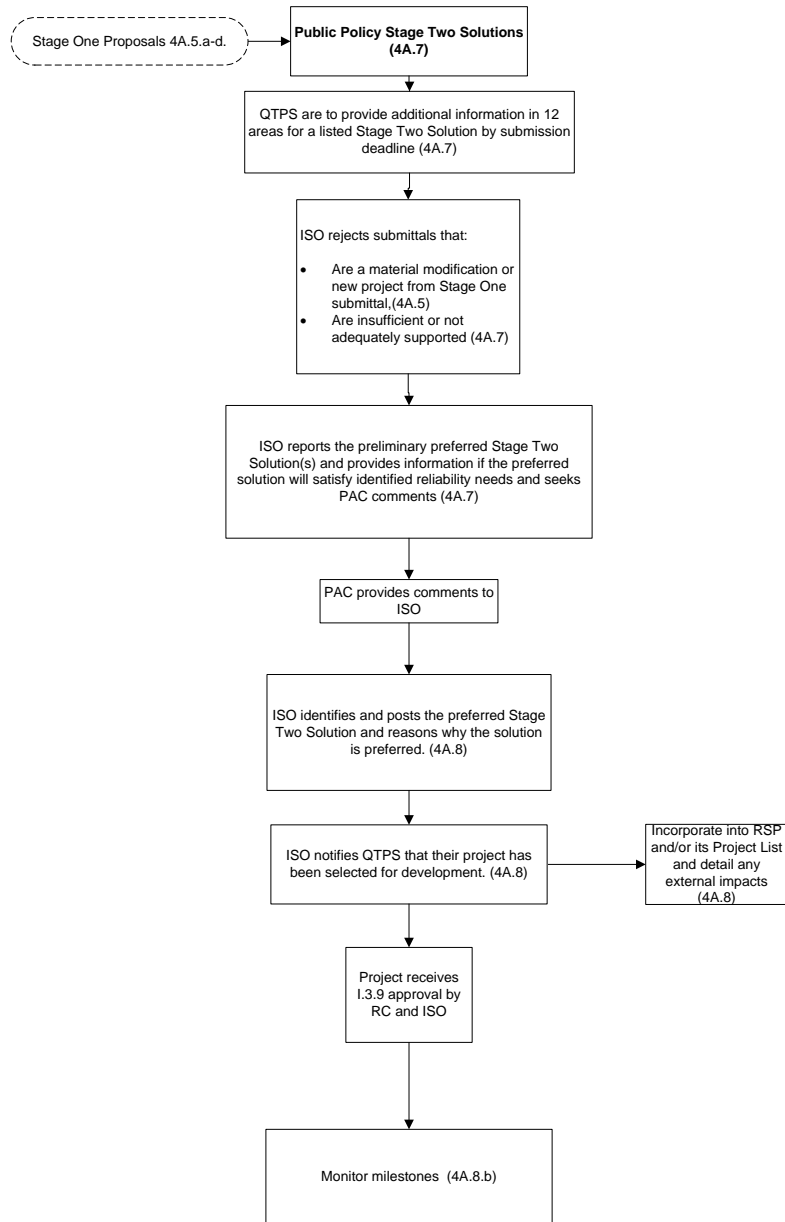 Stage One Proposals 4A.5.a-d.
Public Policy Stage Two Solutions
(4A.7)
QTPS are to provide additional information in 12
areas for a listed Stage Two Solution by submission
deadline (4A.7)
ISO rejects submittals that:
• Are a material modification or
new project from Stage One
submittal,(4A.5)
• Are insufficient or not
adequately supported (4A.7)
ISO reports the preliminary preferred Stage Two
Solution(s) and provides information if the preferred
solution will satisfy identified reliability needs and seeks
PAC comments (4A.7)
PAC provides comments to
ISO
ISO identifies and posts the preferred Stage
Two Solution and reasons why the solution
is preferred. (4A.8)
ISO notifies QTPS that their project has
been selected for development. (4A.8)
Incorporate into RSP
and/or its Project List
and detail any
external impacts
(4A.8)
Project receives
I.3.9 approval by
RC and ISO
Monitor milestones (4A.8.b)